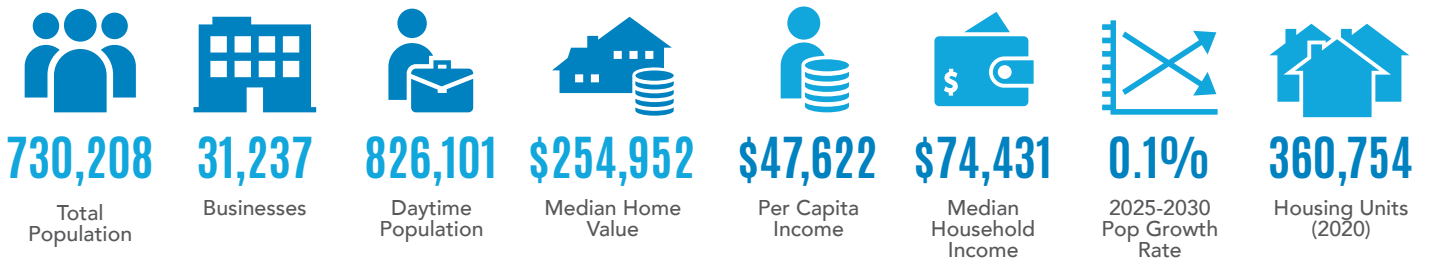 $
730,208
Total
Population
31,237
Businesses
826,101
Daytime
Population
$254,952
Median Home
Value
$47,622
Per Capita
Income
$74,431
Median
Household
Income
0.1%
2025-2030
Pop Growth
Rate
360,754
Housing Units
(2020)